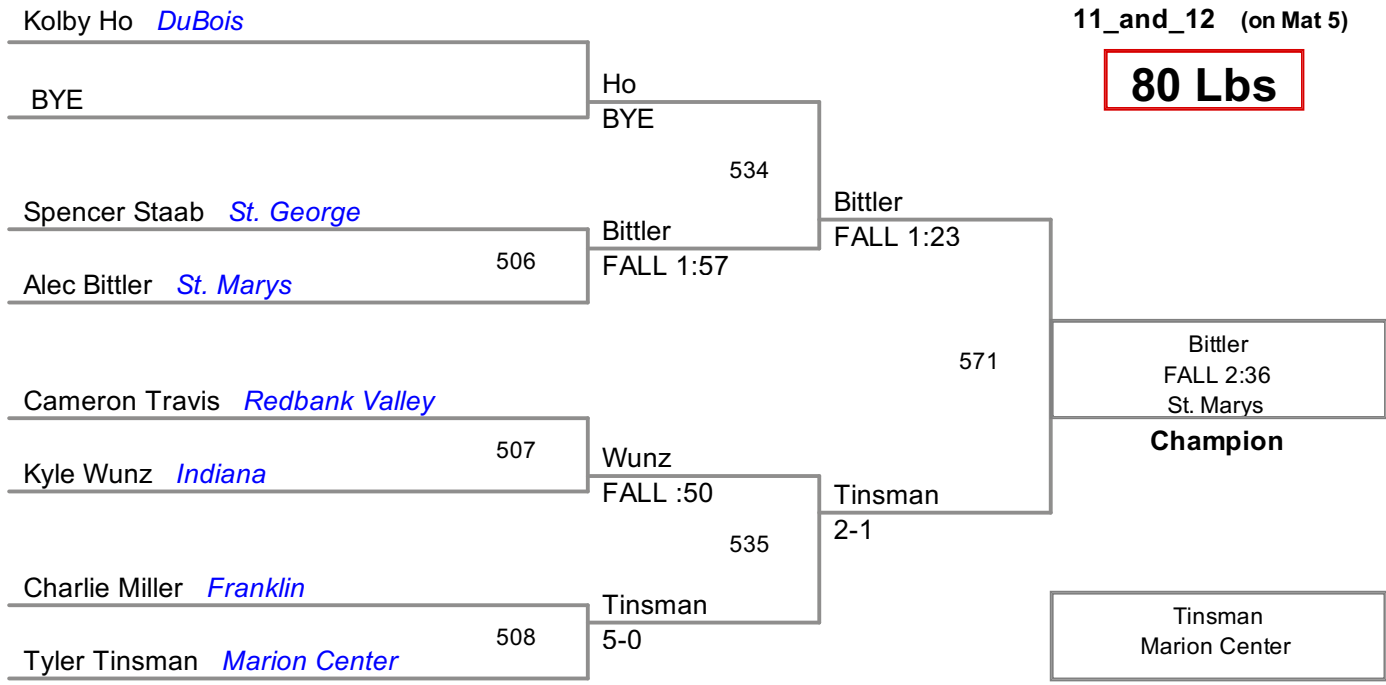 Kolby Ho DuBois
11_and_12 (on Mat 5)
80 Lbs
BYE
Ho
BYE
534
Spencer Staab St. George
Bittler
FALL 1:23
Bittler
FALL 1:57
506
Alec Bittler St. Marys
571
Bittler
FALL 2:36
St. Marys
Champion
Cameron Travis Redbank Valley
507
Wunz
FALL :50
Kyle Wunz Indiana
Tinsman
2-1
535
Charlie Miller Franklin
Tinsman
5-0
508
Tyler Tinsman Marion Center
Tinsman
Marion Center